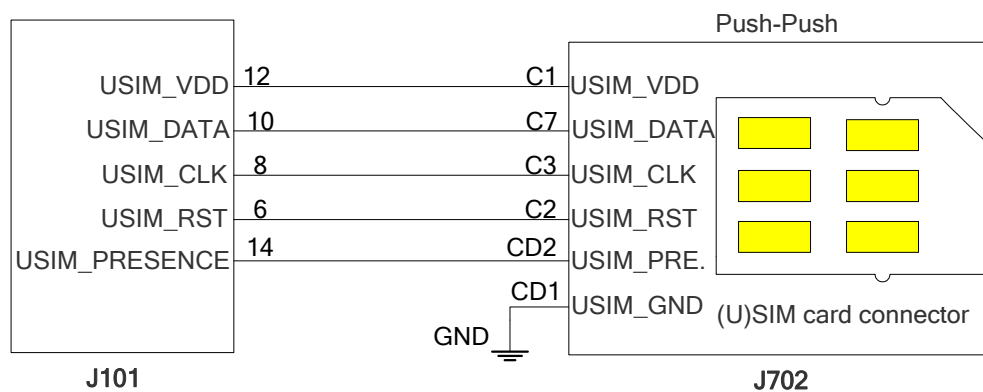 Push-Push
USIM_VDD 12 C1 USIM_VDD
USIM_DATA 10 C7 USIM_DATA
USIM_CLK 8 C3 USIM_CLK
USIM_RST 6 C2 USIM_RST
USIM_PRESENCE 14 CD2 USIM_PRE.
CD1 USIM_GND
(U)SIM card connector
GND
J101
J702